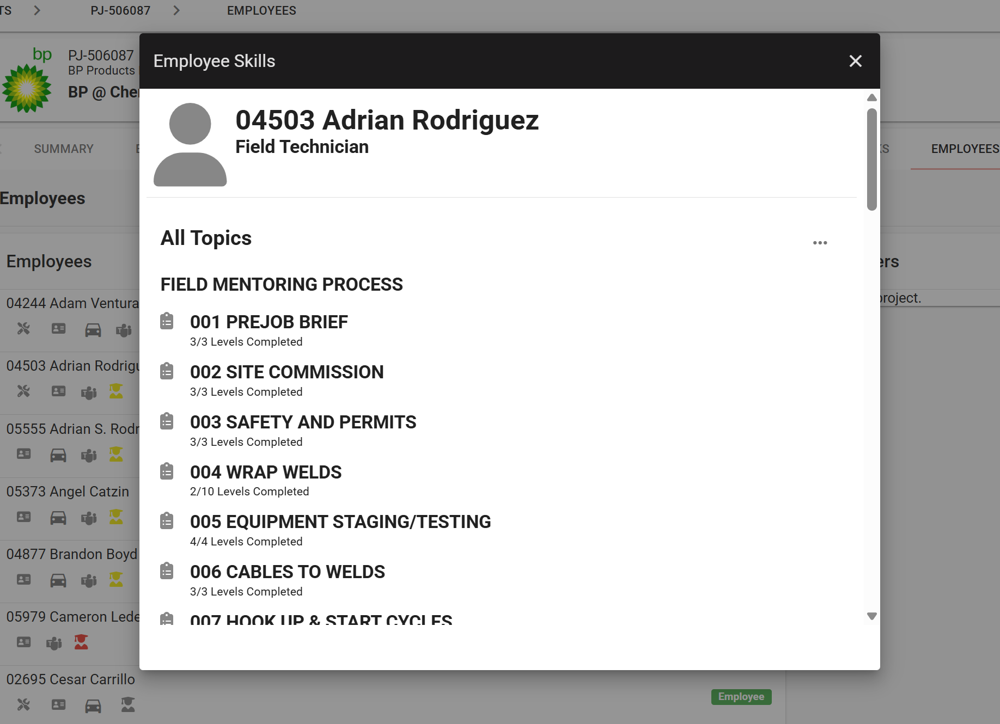 TS
PJ-506087
EMPLOYEES
bp
PJ-506087
BP Products
BP @ Cher
SUMMARY
KS
EMPLOYEES
Employees
Employees
ers
project.
04244 Adam Ventura
04503 Adrian Rodrigu
05555 Adrian S. Rodr
05373 Angel Catzin
04877 Brandon Boyd
05979 Cameron Lede
02695 Cesar Carrillo
Employee
Employee Skills
04503 Adrian Rodriguez
Field Technician
All Topics
FIELD MENTORING PROCESS
001 PREJOB BRIEF
3/3 Levels Completed
002 SITE COMMISSION
3/3 Levels Completed
003 SAFETY AND PERMITS
3/3 Levels Completed
004 WRAP WELDS
2/10 Levels Completed
005 EQUIPMENT STAGING/TESTING
4/4 Levels Completed
006 CABLES TO WELDS
3/3 Levels Completed
007 HOOK UP & START CYCLES